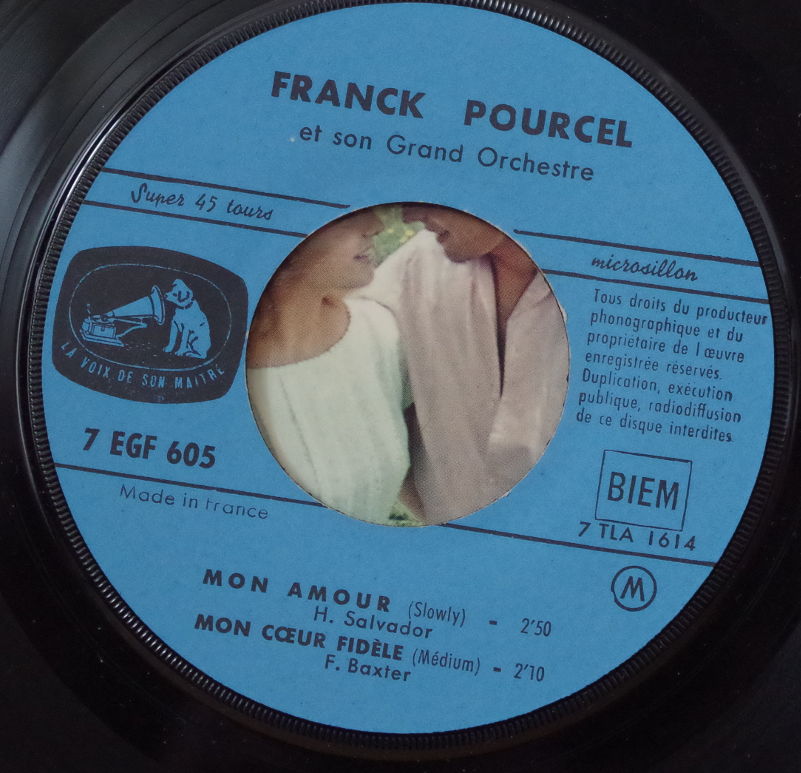 FRANCK POURCEL
et son Grand Orchestre
Super 45 tours
microsillon
LA VOIX DE SON MAITRE
Tous droits du producteur
phonographique et du
propriétaire de l œuvre
enregistrée réservés.
Duplication, exécution
publique, radiodiffusion
de ce disque interdites
7 EGF 605
BIEM
Made in France
7 TLA 1614
M
MON AMOUR (Slowly) - 2'50
H. Salvador
MON CŒUR FIDÈLE (Médium) - 2'10
F. Baxter